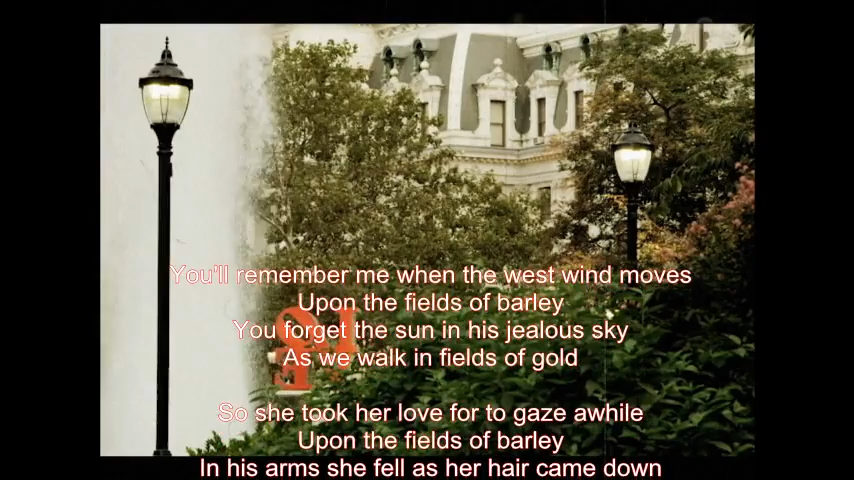 You'll remember me when the west wind moves
Upon the fields of barley
You forget the sun in his jealous sky
As we walk in fields of gold
So she took her love for to gaze awhile
Upon the fields of barley
In his arms she fell as her hair came down